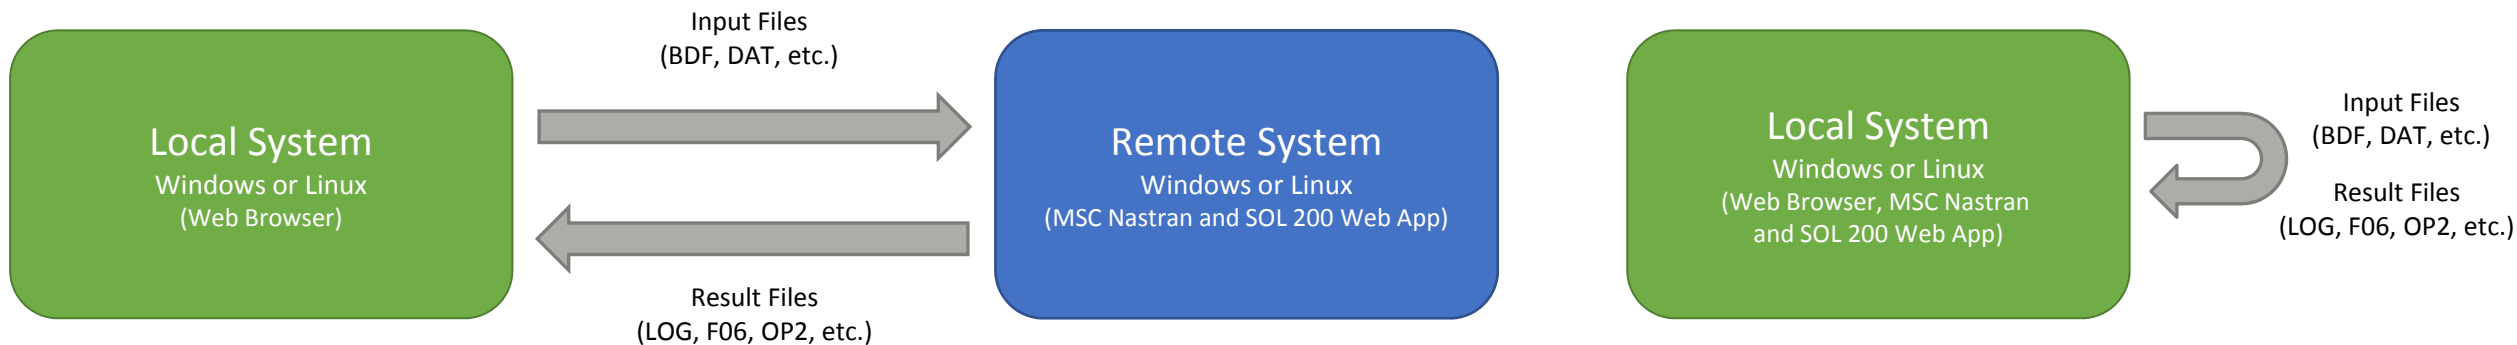 Local System
Windows or Linux
(Web Browser)
Input Files
(BDF, DAT, etc.)
Result Files
(LOG, F06, OP2, etc.)
Remote System
Windows or Linux
(MSC Nastran and SOL 200 Web App)
Local System
Windows or Linux
(Web Browser, MSC Nastran
and SOL 200 Web App)
Input Files
(BDF, DAT, etc.)
Result Files
(LOG, F06, OP2, etc.)